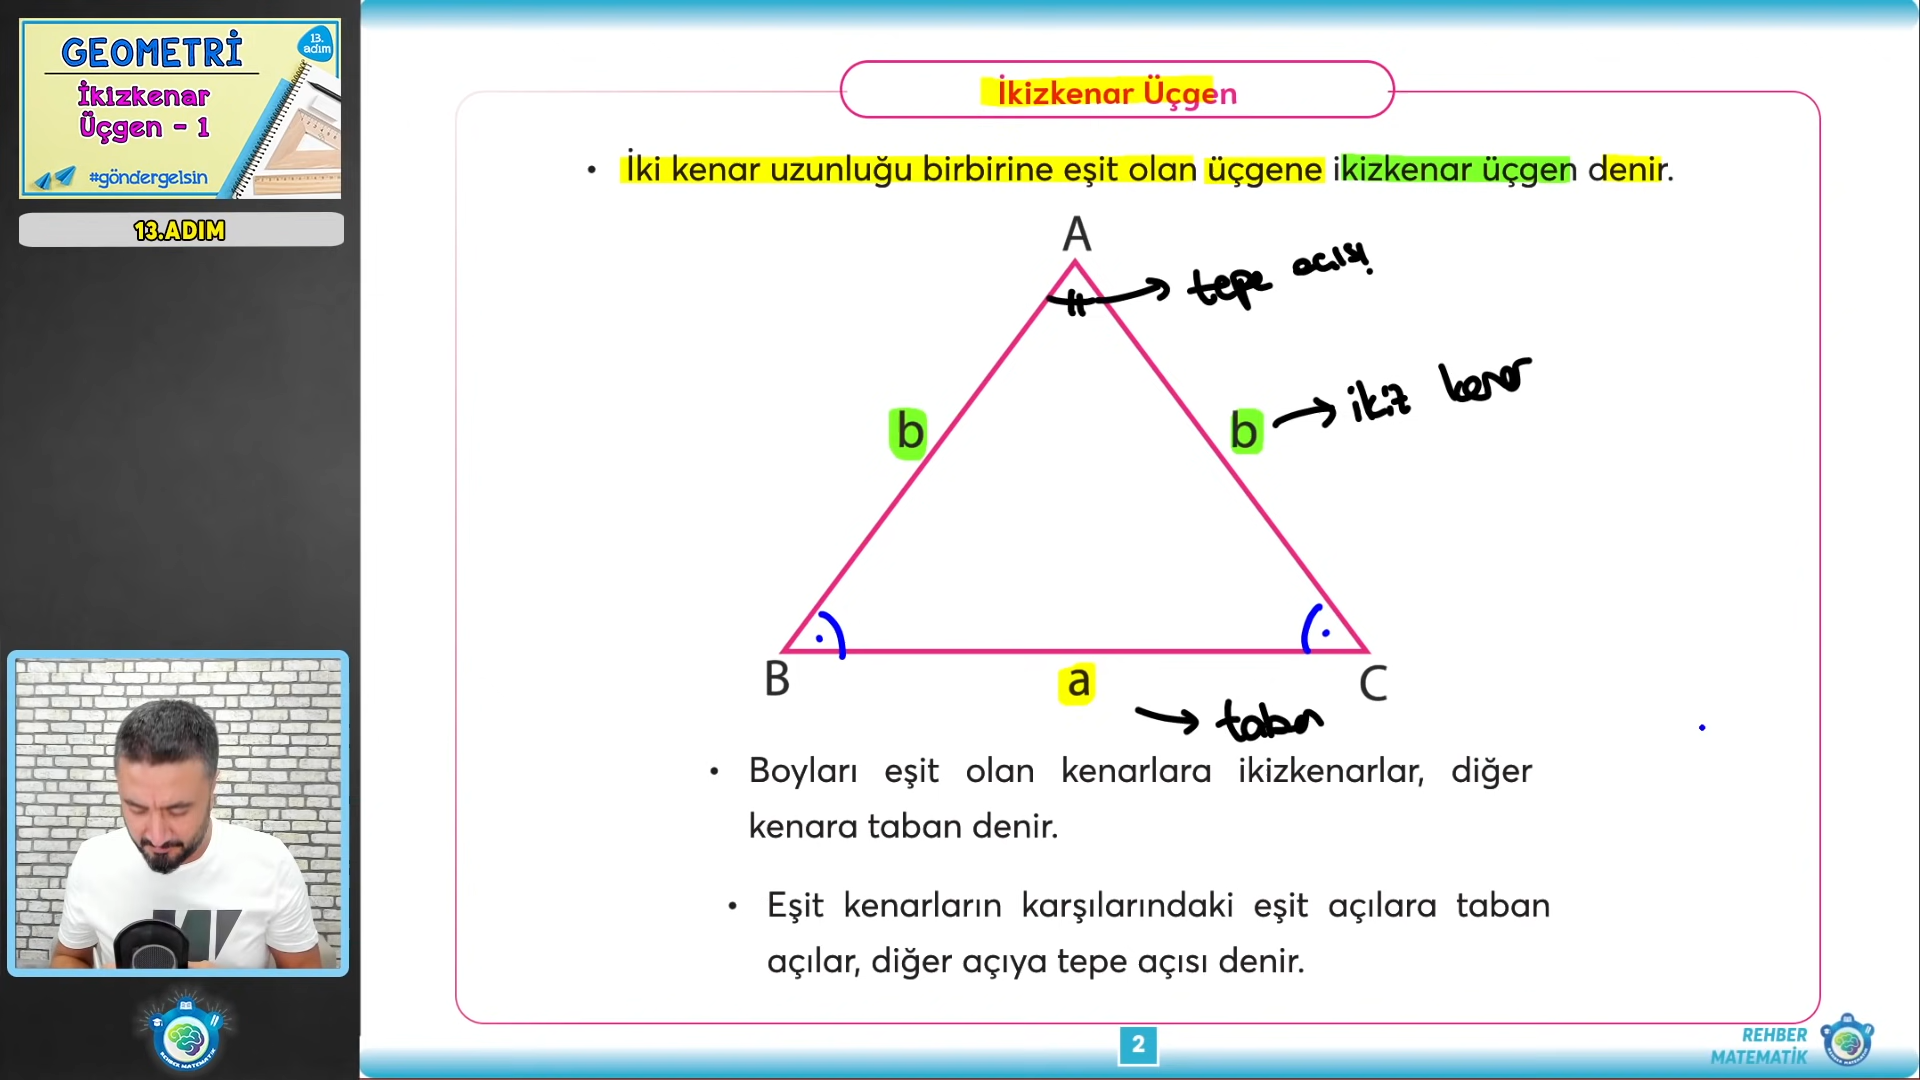 GEOMETRİ
13.
adım
İkizkenar
Üçgen - 1
#göndergelsin
13.ADIM
İkizkenar Üçgen
• İki kenar uzunluğu birbirine eşit olan üçgene ikizkenar üçgen denir.
A
tepe açısı
b
b
ikiz kenar
B
a
C
taban
• Boyları eşit olan kenarlara ikizkenarlar, diğer
kenara taban denir.
• Eşit kenarların karşılarındaki eşit açılara taban
açılar, diğer açıya tepe açısı denir.
REHBER MATEMATİK
2
REHBER
MATEMATİK